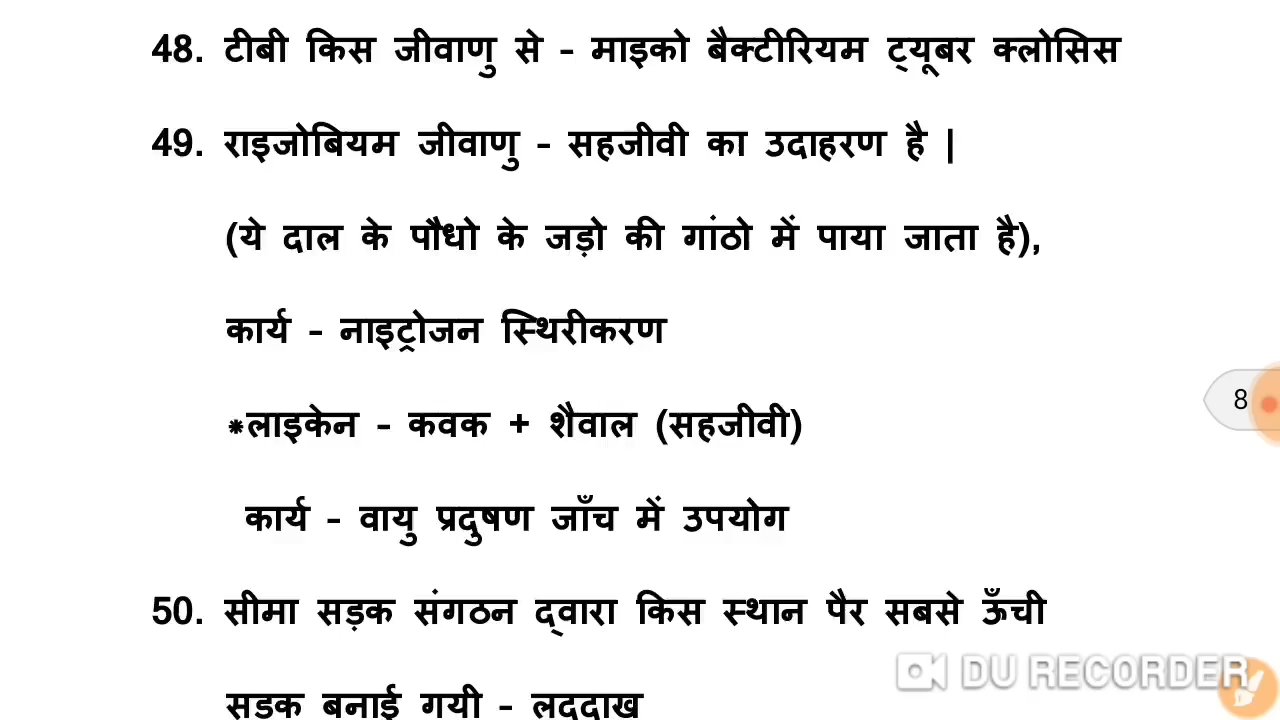 48. टीबी किस जीवाणु से – माइको बैक्टीरियम ट्यूबर क्लोसिस
49. राइजोबियम जीवाणु – सहजीवी का उदाहरण है |
(ये दाल के पौधो के जड़ो की गांठो में पाया जाता है),
कार्य – नाइट्रोजन स्थिरीकरण
*लाइकेन – कवक + शैवाल (सहजीवी)
कार्य – वायु प्रदुषण जाँच में उपयोग
8
50. सीमा सड़क संगठन द्वारा किस स्थान पैर सबसे ऊँची
सडक बनाई गयी – लददाख
DU RECORDER